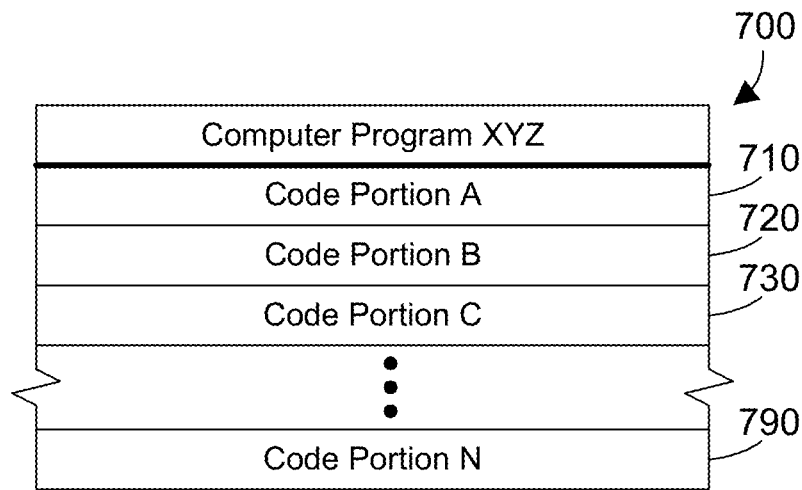 700
Computer Program XYZ
710
Code Portion A
720
Code Portion B
730
Code Portion C
790
Code Portion N